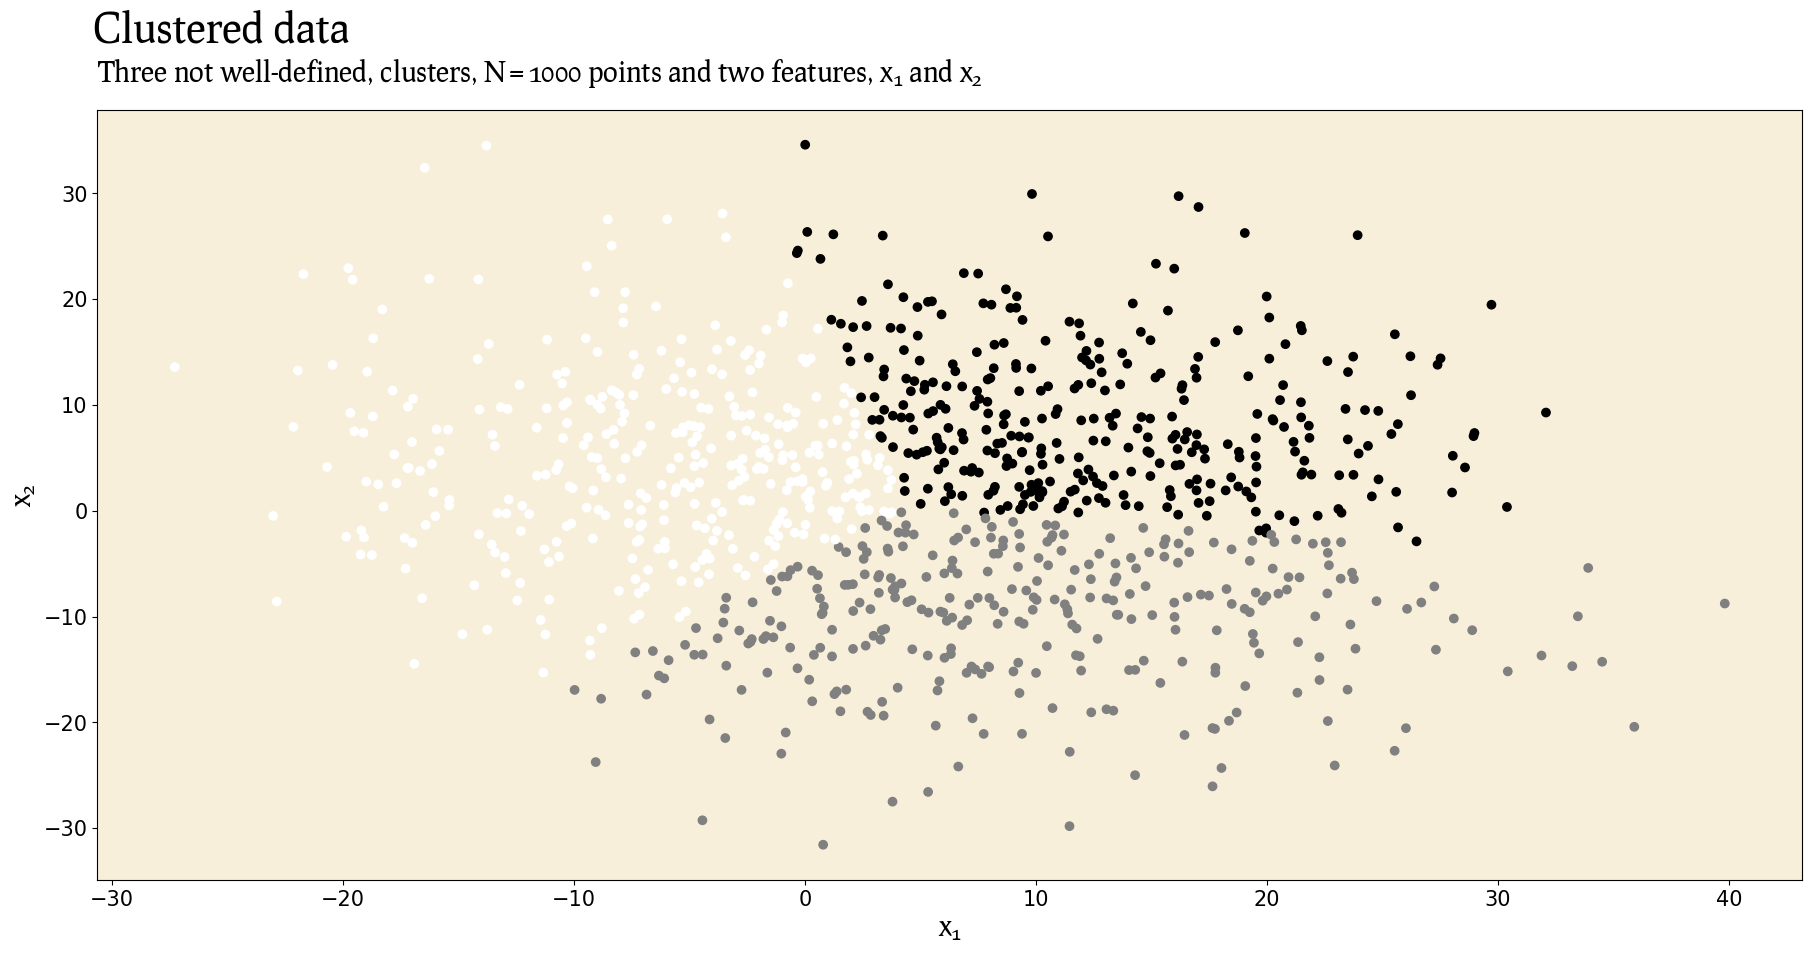 Clustered data
Three not well-defined, clusters, N = 1000 points and two features, x₁ and x₂
30
20
10
0
−10
−20
−30
x₂
−30 −20 −10 0 10 20 30 40
x₁